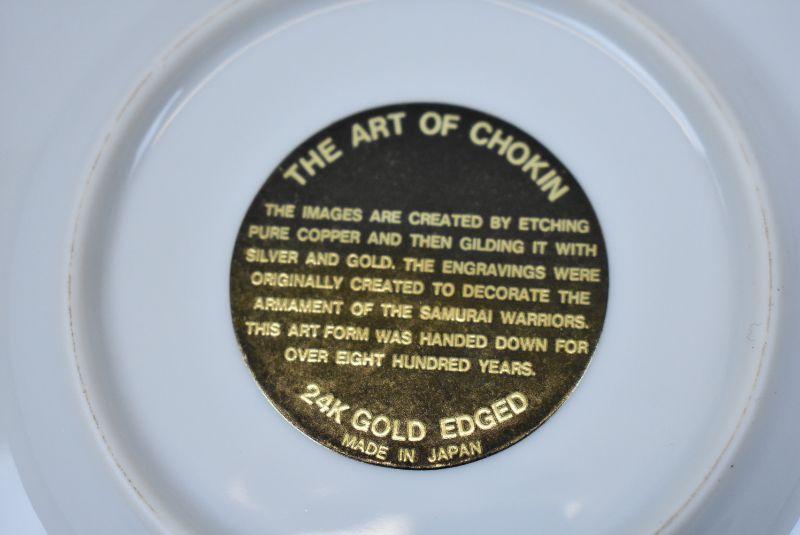 THE ART OF CHOKIN
THE IMAGES ARE CREATED BY ETCHING
PURE COPPER AND THEN GILDING IT WITH
SILVER AND GOLD. THE ENGRAVINGS WERE
ORIGINALLY CREATED TO DECORATE THE
ARMAMENT OF THE SAMURAI WARRIORS.
THIS ART FORM WAS HANDED DOWN FOR
OVER EIGHT HUNDRED YEARS.
24K GOLD EDGED
MADE IN JAPAN